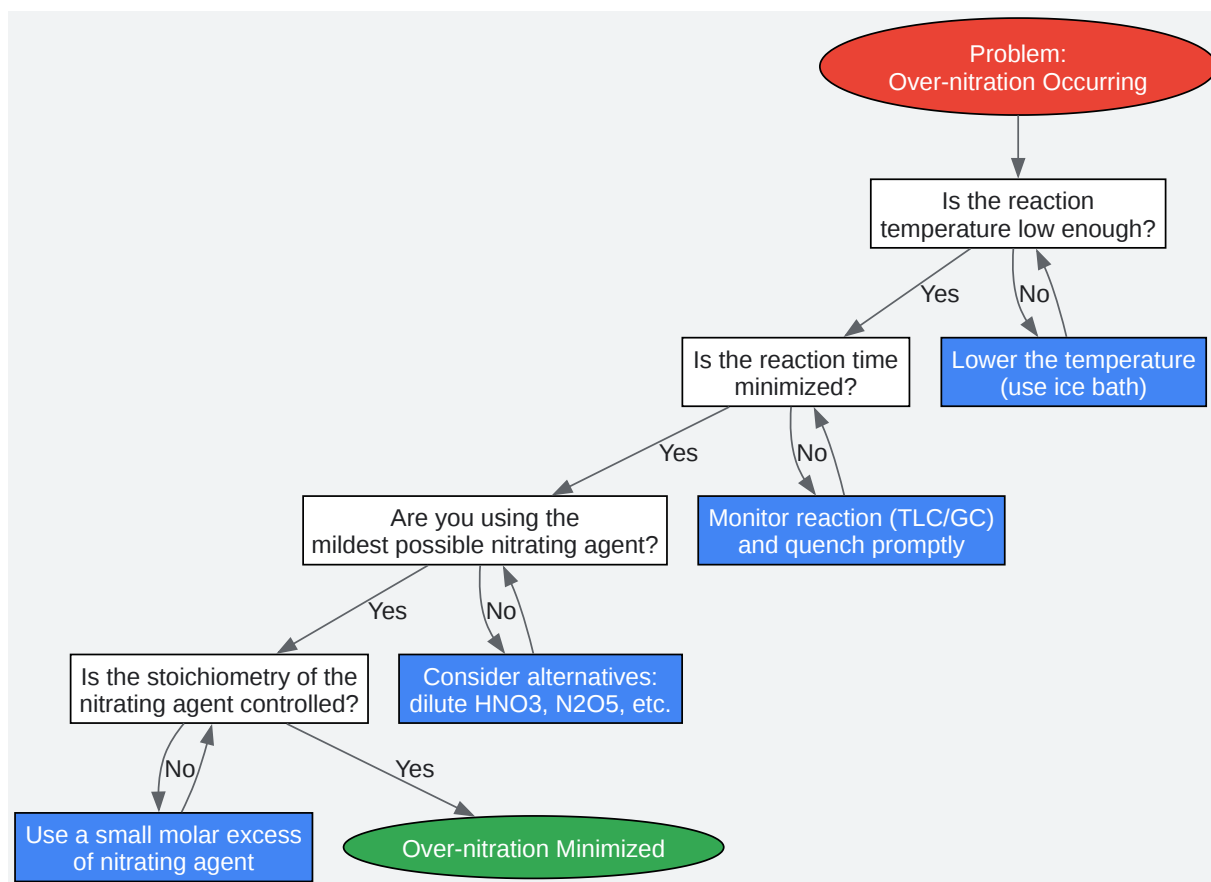 Problem:
Over-nitration Occurring
Is the reaction
temperature low enough?
Yes
No
Is the reaction time
minimized?
Lower the temperature
(use ice bath)
Yes
No
Are you using the
mildest possible nitrating agent?
Monitor reaction (TLC/GC)
and quench promptly
Yes
No
Is the stoichiometry of the
nitrating agent controlled?
Consider alternatives:
dilute HNO3, N2O5, etc.
No
Yes
Use a small molar excess
of nitrating agent
Over-nitration Minimized